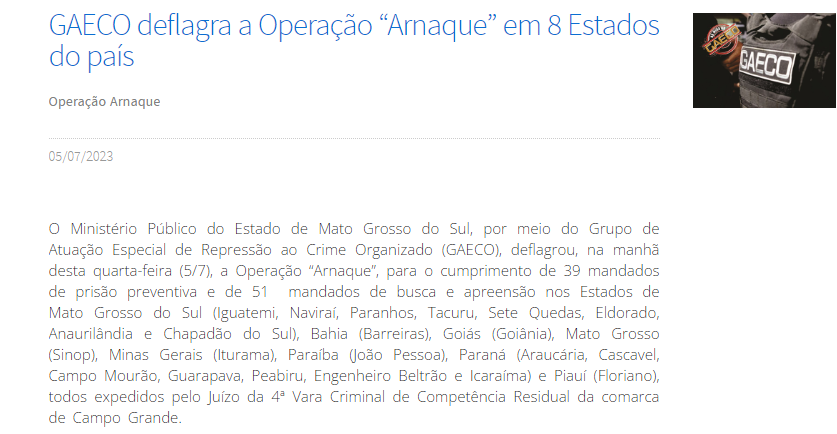 GAECO deflagra a Operação “Arnaque” em 8 Estados
do país
GAECO
GAECO
Operação Arnaque
05/07/2023
O Ministério Público do Estado de Mato Grosso do Sul, por meio do Grupo de
Atuação Especial de Repressão ao Crime Organizado (GAECO), deflagrou, na manhã
desta quarta-feira (5/7), a Operação “Arnaque”, para o cumprimento de 39 mandados
de prisão preventiva e de 51 mandados de busca e apreensão nos Estados de
Mato Grosso do Sul (Iguatemi, Naviraí, Paranhos, Tacuru, Sete Quedas, Eldorado,
Anaurilândia e Chapadão do Sul), Bahia (Barreiras), Goiás (Goiânia), Mato Grosso
(Sinop), Minas Gerais (Iturama), Paraíba (João Pessoa), Paraná (Araucária, Cascavel,
Campo Mourão, Guarapava, Peabiru, Engenheiro Beltrão e Icaraíma) e Piauí (Floriano),
todos expedidos pelo Juízo da 4ª Vara Criminal de Competência Residual da comarca
de Campo Grande.